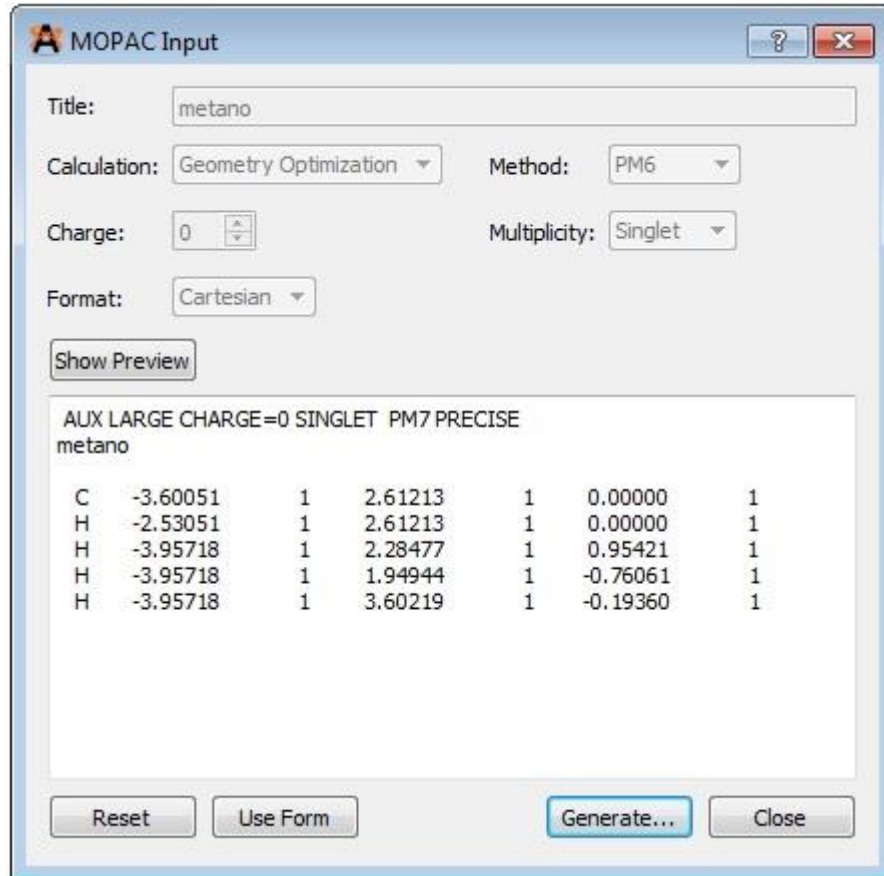 MOPAC Input
Title: metano
Calculation: Geometry Optimization Method: PM6
Charge: 0 Multiplicity: Singlet
Format: Cartesian
Show Preview
AUX LARGE CHARGE=0 SINGLET PM7 PRECISE
metano
C -3.60051 1 2.61213 1 0.00000 1
H -2.53051 1 2.61213 1 0.00000 1
H -3.95718 1 2.28477 1 0.95421 1
H -3.95718 1 1.94944 1 -0.76061 1
H -3.95718 1 3.60219 1 -0.19360 1
Reset Use Form Generate... Close